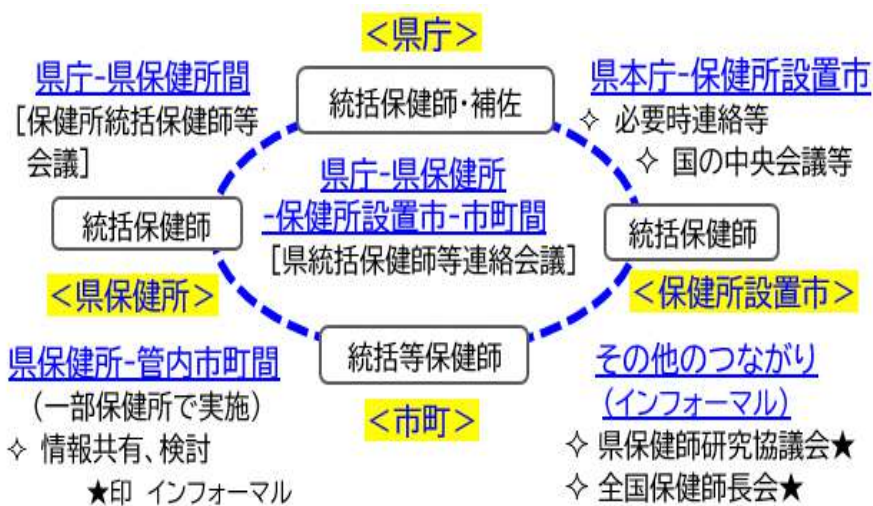 <県庁>
県庁-県保健所間
[保健所統括保健師等
会議]
統括保健師・補佐
県本庁-保健所設置市
✧ 必要時連絡等
✧ 国の中央会議等
県庁-県保健所
-保健所設置市-市町間
[県統括保健師等連絡会議]
統括保健師
<県保健所>
統括保健師
<保健所設置市>
県保健所-管内市町間
(一部保健所で実施)
✧ 情報共有、検討
★印 インフォーマル
統括等保健師
<市町>
その他のつながり
(インフォーマル)
✧ 県保健師研究協議会★
✧ 全国保健師長会★